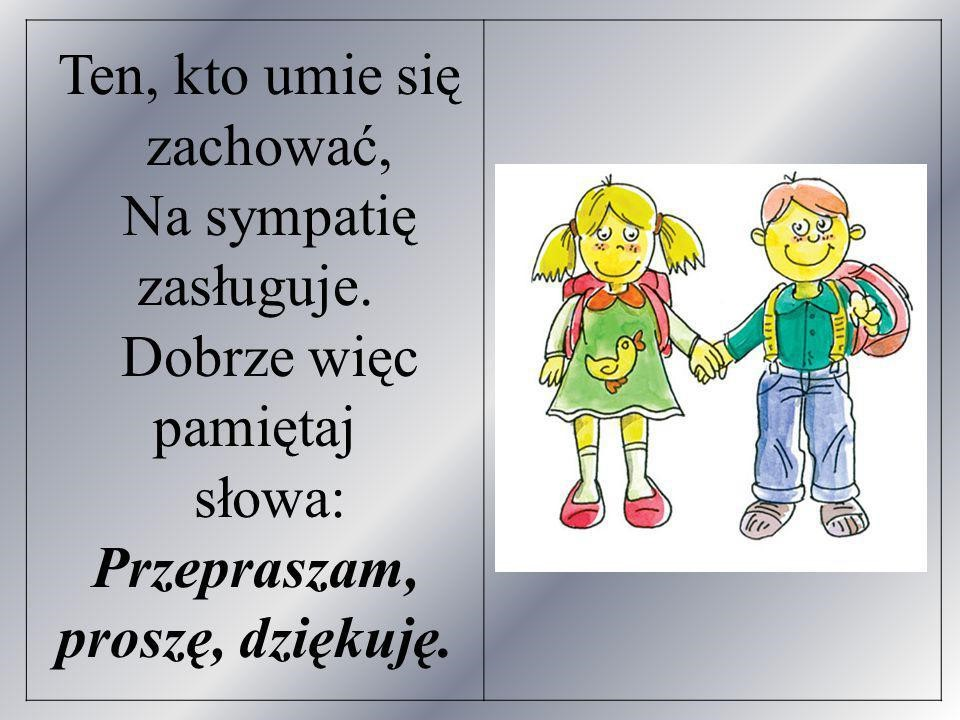 Ten, kto umie się
zachować,
Na sympatię
zasługuje.
Dobrze więc
pamiętaj
słowa:
Przepraszam,
proszę, dziękuję.